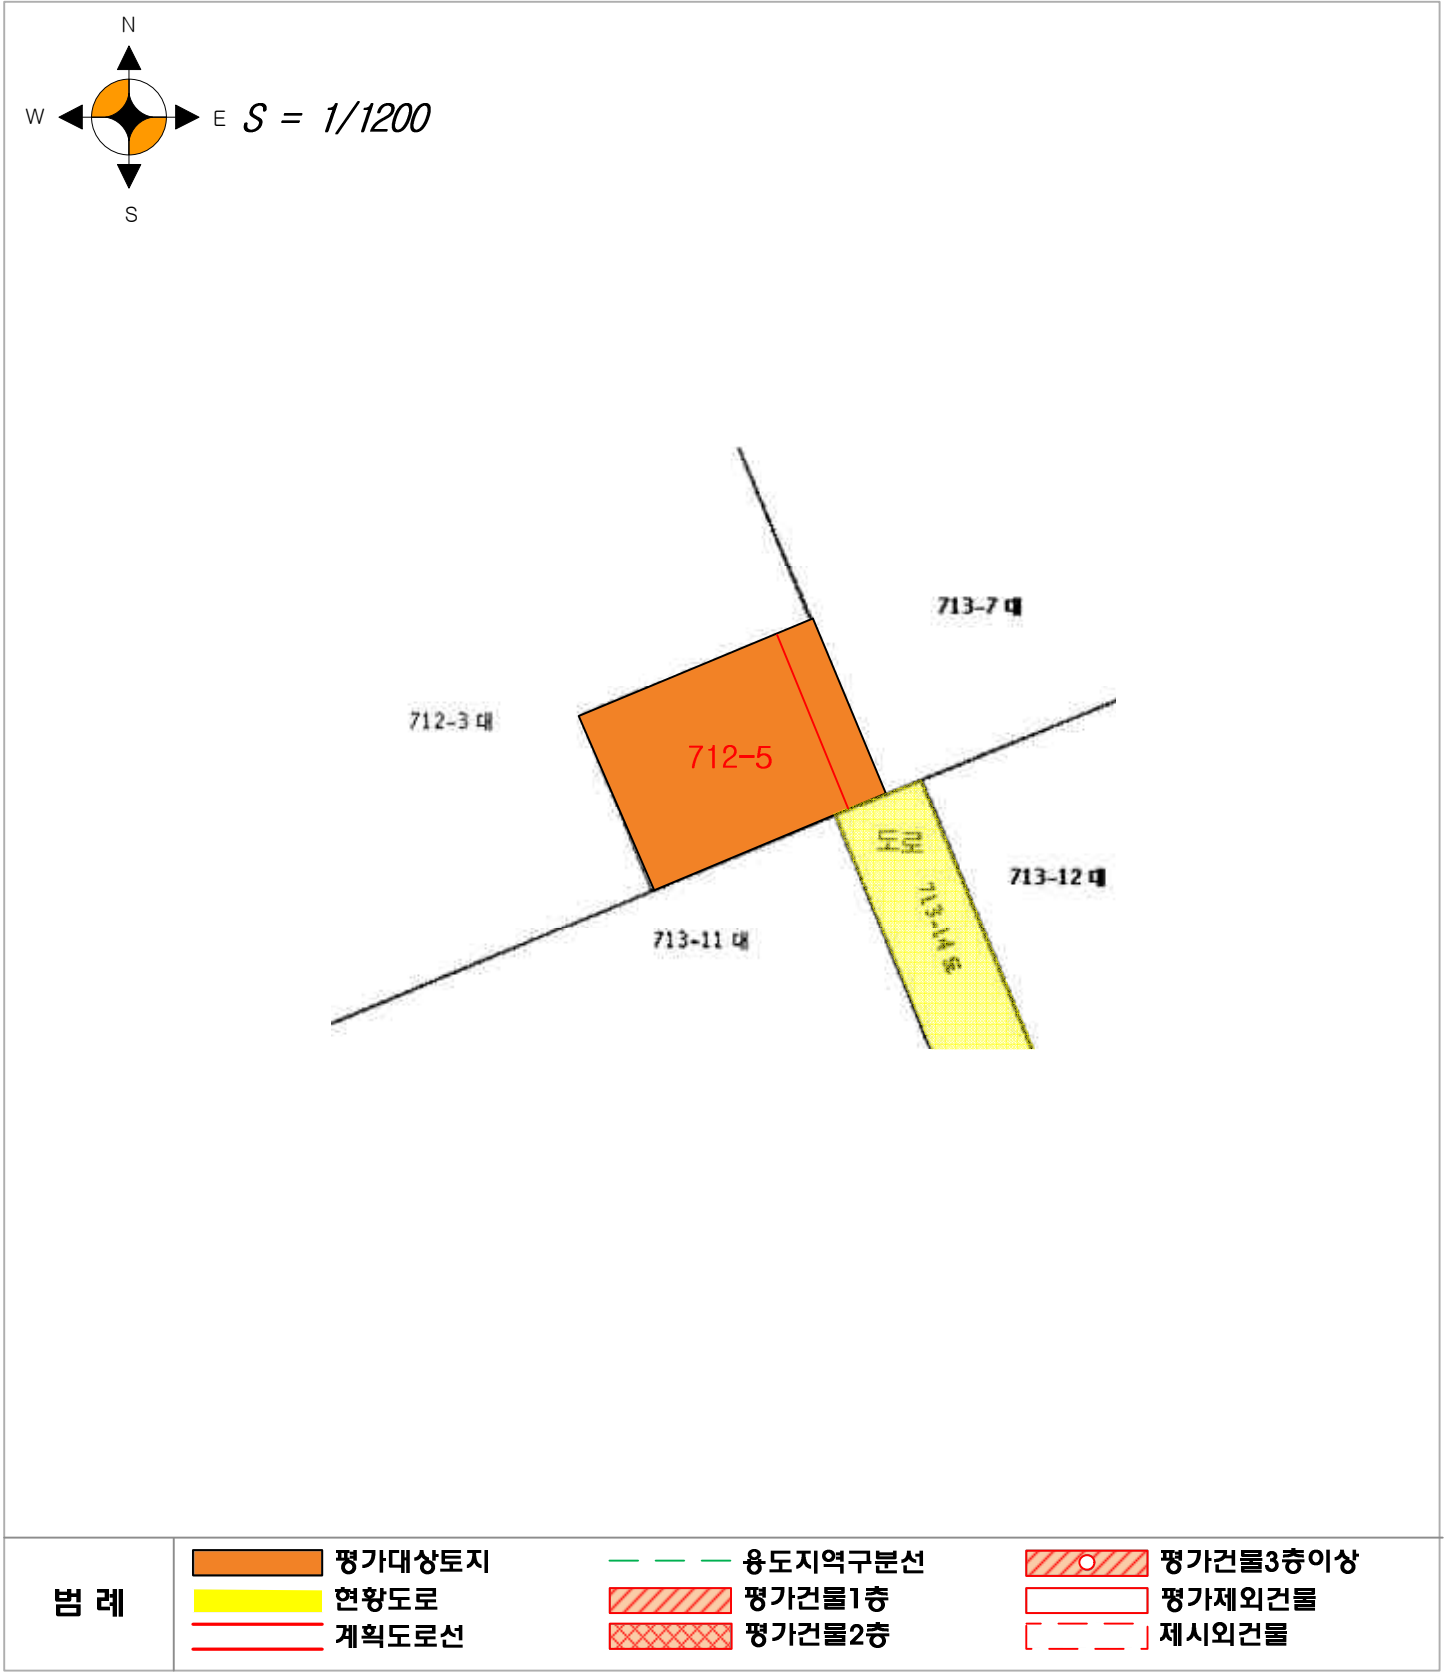 N
W
E
S = 1/1200
S
713-7 대
712-3 대
712-5
도로
713-12 대
713-14 도
713-11 대
범 례
평가대상토지
현황도로
계획도로선
용도지역구분선
평가건물1층
평가건물2층
평가건물3층이상
평가제외건물
제시외건물